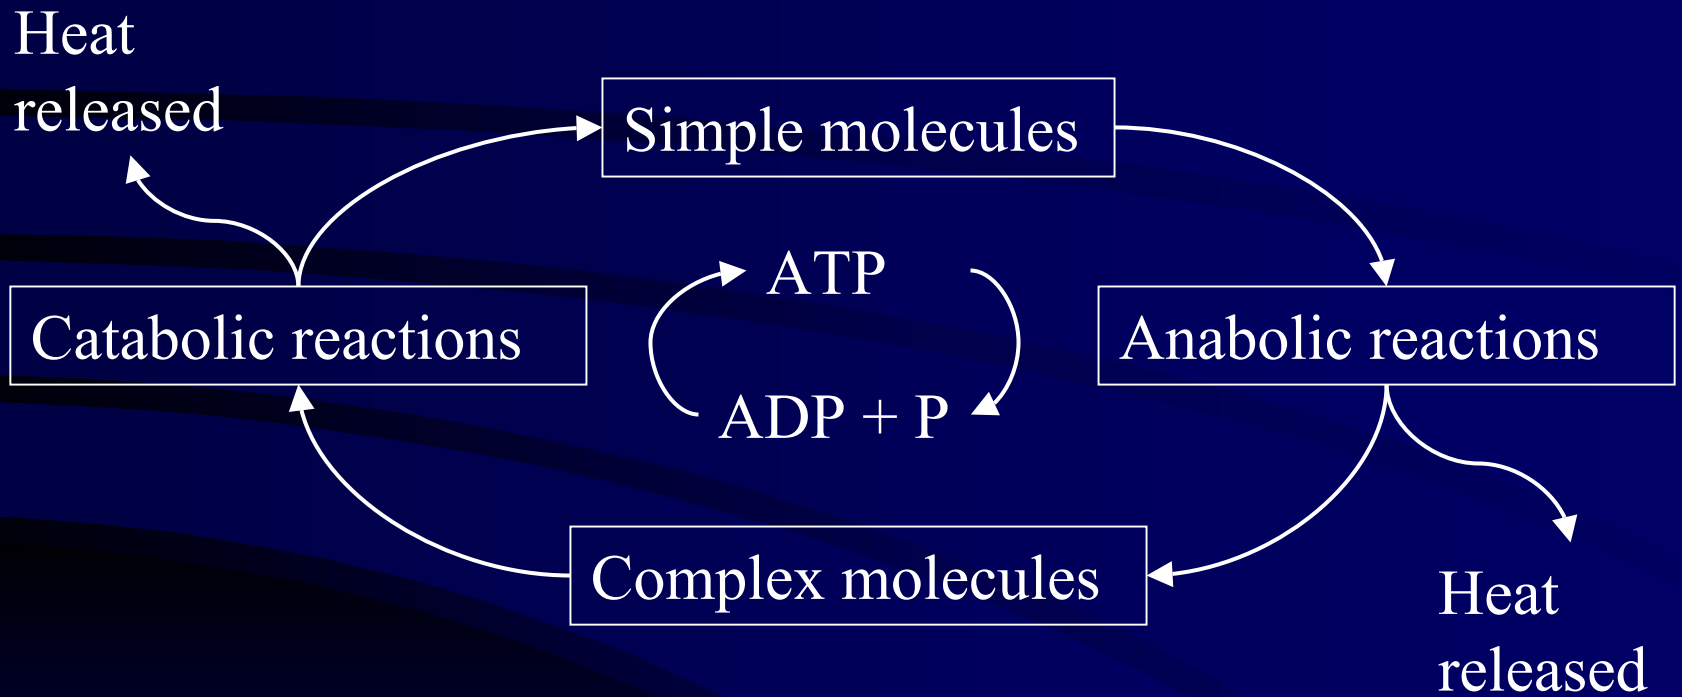 Heat
released
Simple molecules
ATP
Catabolic reactions
Anabolic reactions
ADP + P
Complex molecules
Heat
released